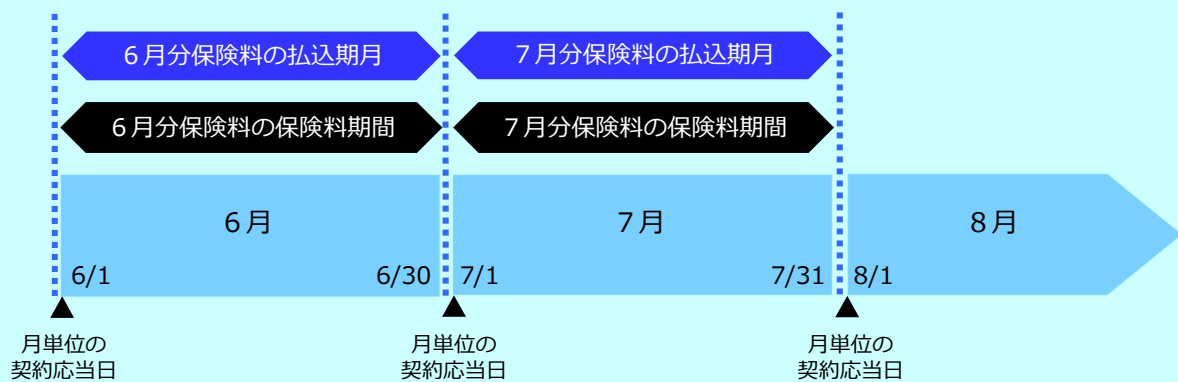 6月分保険料の払込期月
7月分保険料の払込期月
6月分保険料の保険料期間
7月分保険料の保険料期間
6月
7月
8月
6/1
6/30
7/1
7/31
8/1
月単位の
契約応当日
月単位の
契約応当日
月単位の
契約応当日